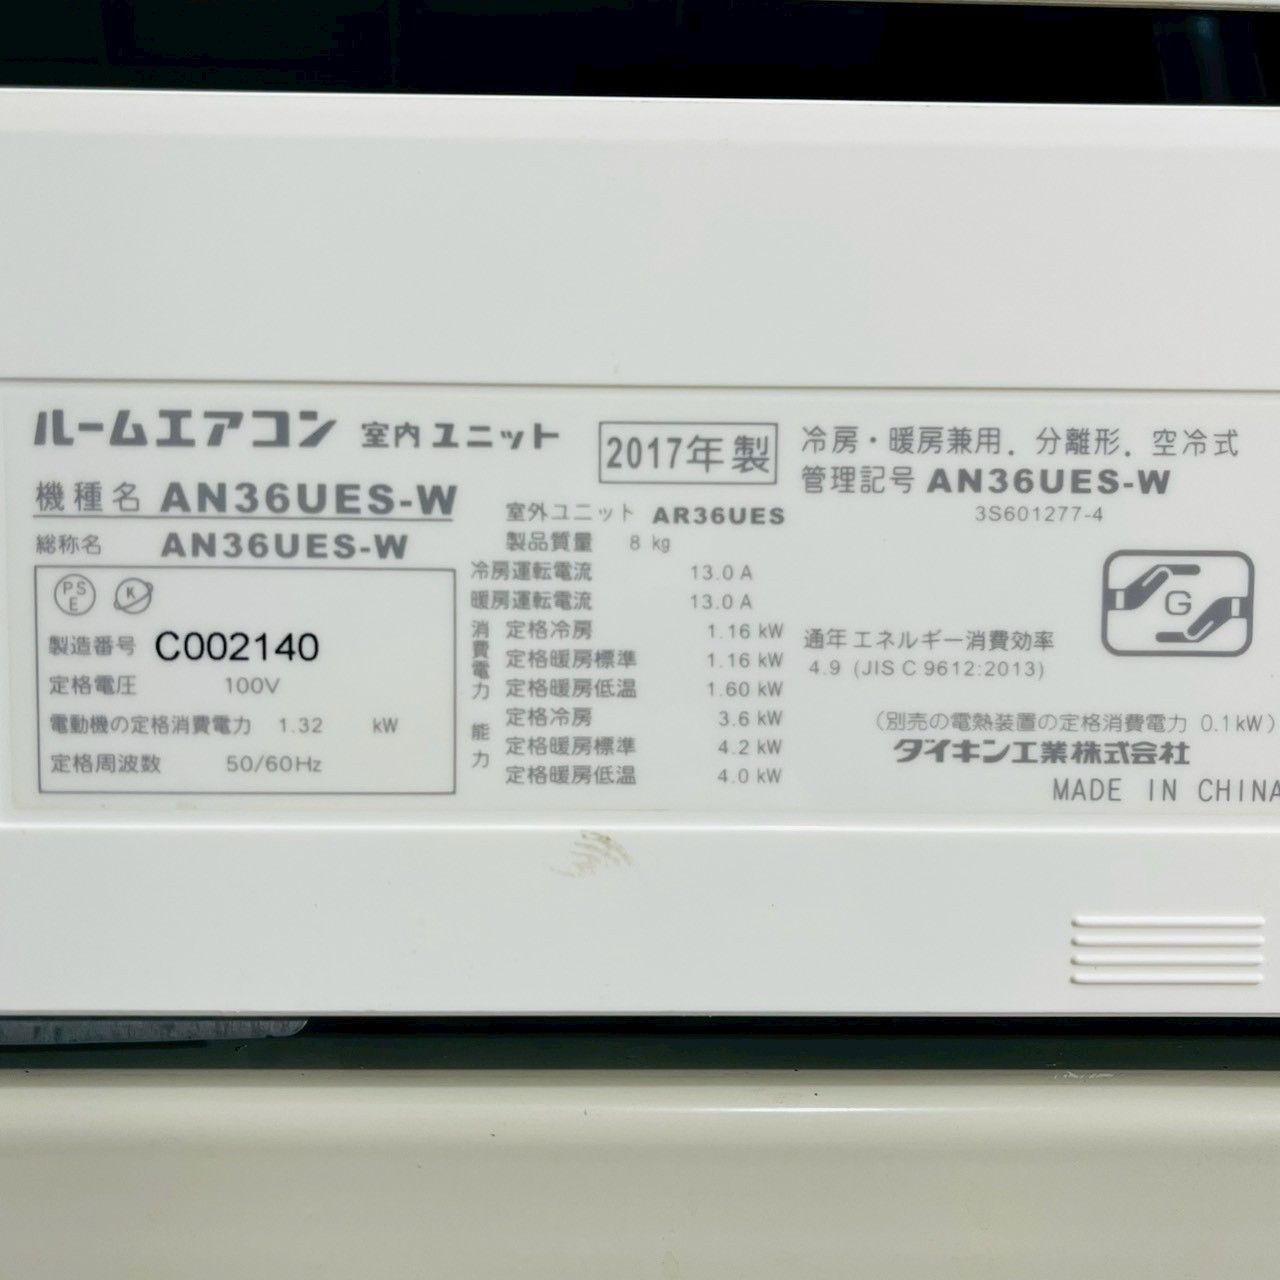 ルームエアコン 室内ユニット
2017年製
機種名 AN36UES-W
総称名 AN36UES-W
PS
E
K
製造番号 C002140
定格電圧 100V
電動機の定格消費電力 1.32 kW
定格周波数 50/60Hz
室外ユニット AR36UES
製品質量 8 kg
冷房運転電流 13.0 A
暖房運転電流 13.0 A
消費電力
定格冷房 1.16 kW
定格暖房標準 1.16 kW
定格暖房低温 1.60 kW
能力
定格冷房 3.6 kW
定格暖房標準 4.2 kW
定格暖房低温 4.0 kW
冷房・暖房兼用. 分離形. 空冷式
管理記号 AN36UES-W
3S601277-4
G
通年エネルギー消費効率
4.9 (JIS C 9612:2013)
(別売の電熱装置の定格消費電力 0.1kW)
ダイキン工業株式会社
MADE IN CHINA